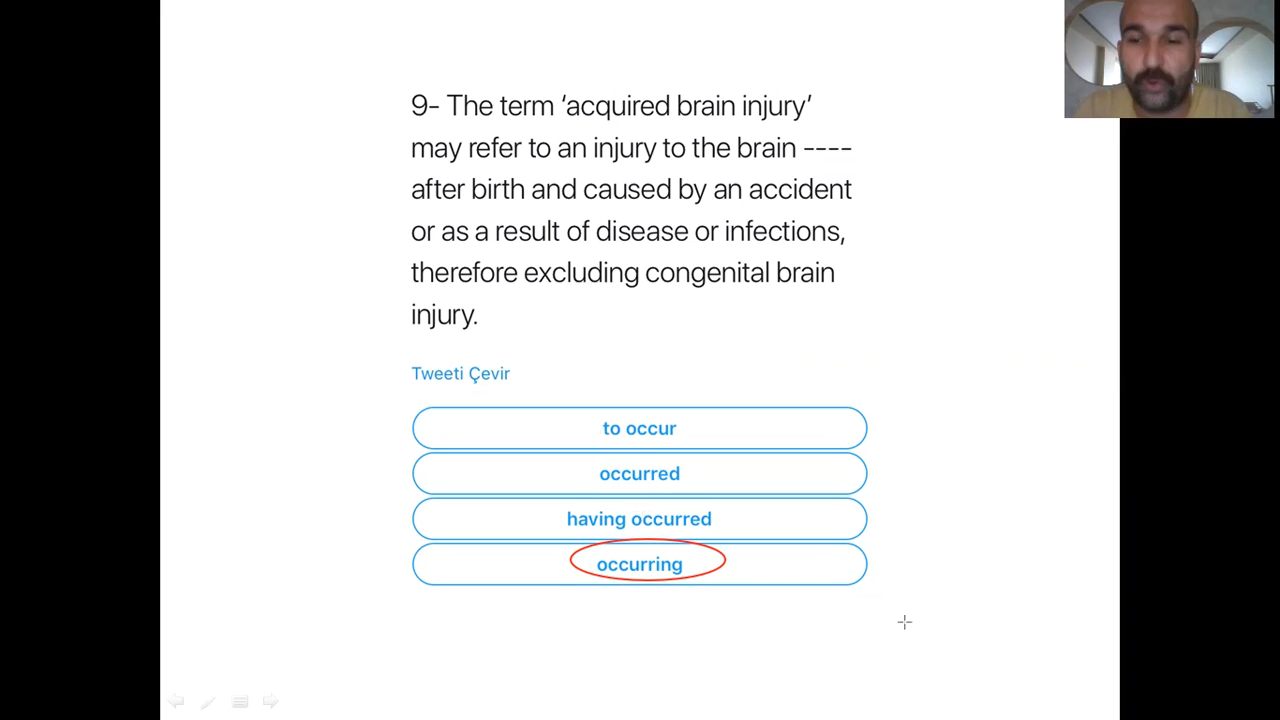 9- The term ‘acquired brain injury’
may refer to an injury to the brain ----
after birth and caused by an accident
or as a result of disease or infections,
therefore excluding congenital brain
injury.
Tweeti Çevir
to occur
occurred
having occurred
occurring